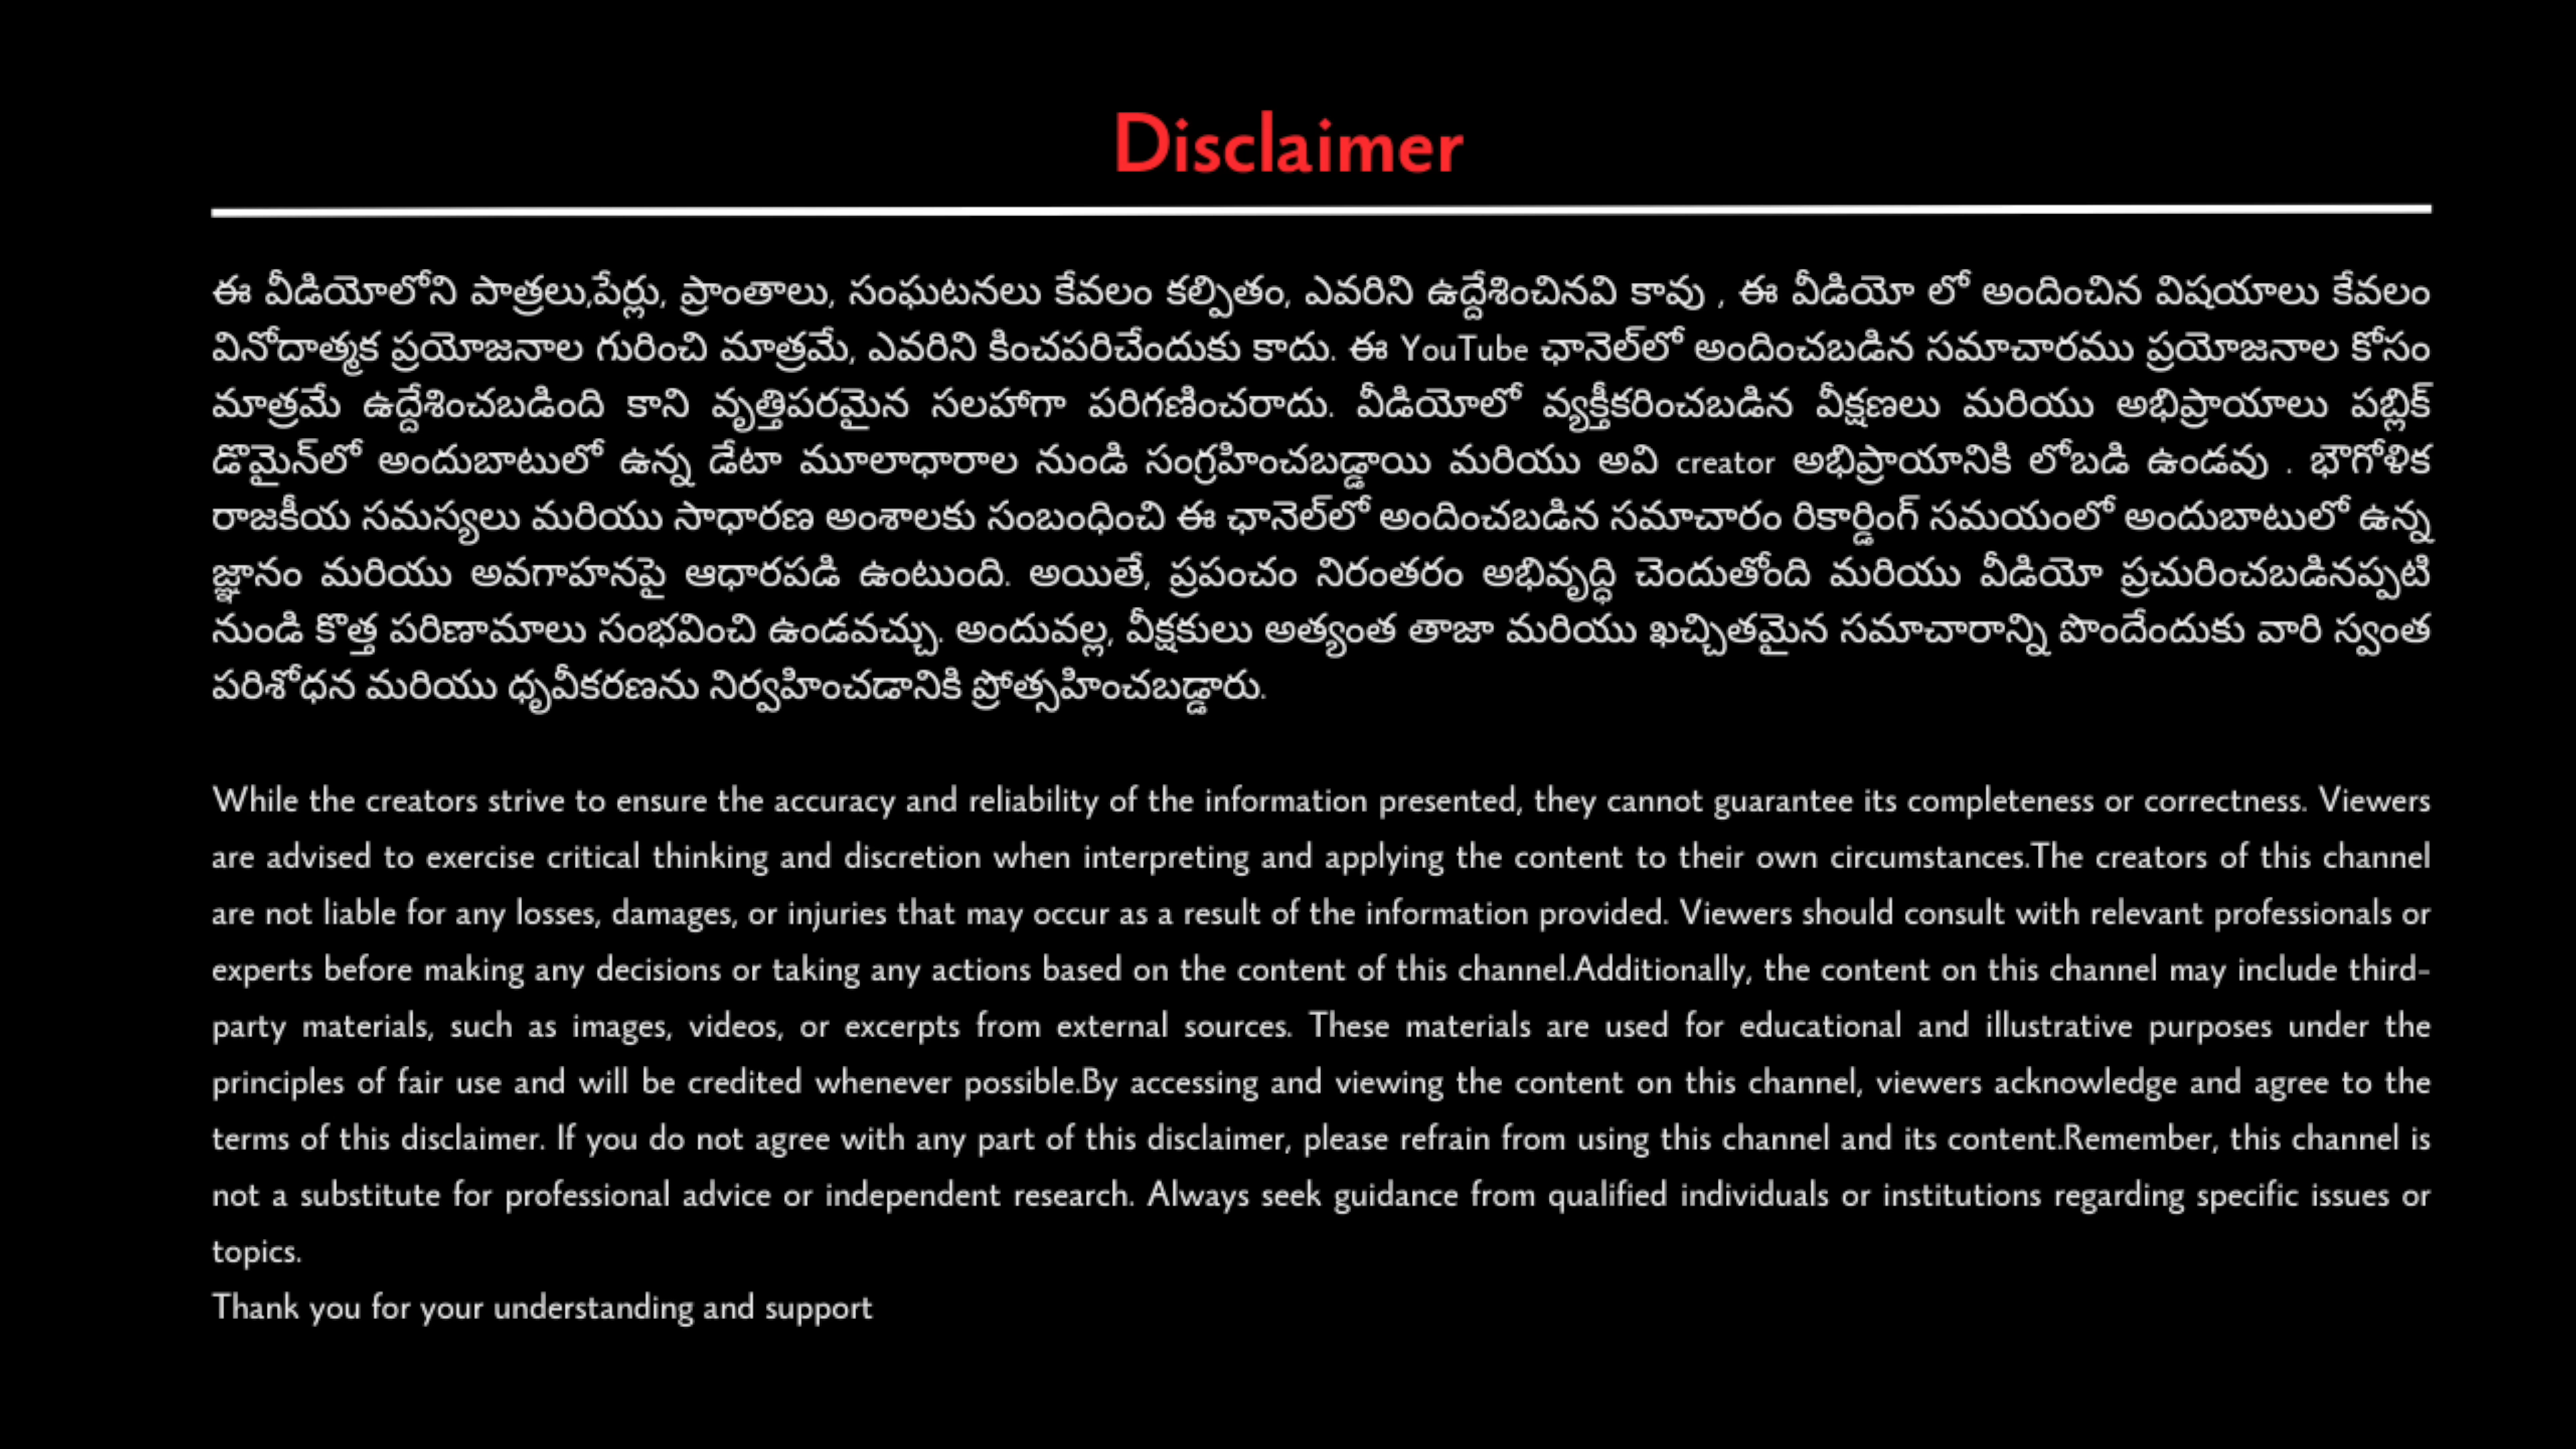 Disclaimer
ఈ వీడియోలోని పాత్రలు,పేర్లు, ప్రాంతాలు, సంఘటనలు కేవలం కల్పితం, ఎవరిని ఉద్దేశించినవి కావు , ఈ వీడియో లో అందించిన విషయాలు కేవలం
వినోదాత్మక ప్రయోజనాల గురించి మాత్రమే, ఎవరిని కించపరిచేందుకు కాదు. ఈ YouTube ఛానెల్‌లో అందించబడిన సమాచారము ప్రయోజనాల కోసం
మాత్రమే ఉద్దేశించబడింది కాని వృత్తిపరమైన సలహాగా పరిగణించరాదు. వీడియోలో వ్యక్తీకరించబడిన వీక్షణలు మరియు అభిప్రాయాలు పబ్లిక్
డొమైన్‌లో అందుబాటులో ఉన్న డేటా మూలాధారాల నుండి సంగ్రహించబడ్డాయి మరియు అవి creator అభిప్రాయానికి లోబడి ఉండవు . భౌగోళిక
రాజకీయ సమస్యలు మరియు సాధారణ అంశాలకు సంబంధించి ఈ ఛానెల్‌లో అందించబడిన సమాచారం రికార్డింగ్ సమయంలో అందుబాటులో ఉన్న
జ్ఞానం మరియు అవగాహనపై ఆధారపడి ఉంటుంది. అయితే, ప్రపంచం నిరంతరం అభివృద్ధి చెందుతోంది మరియు వీడియో ప్రచురించబడినప్పటి
నుండి కొత్త పరిణామాలు సంభవించి ఉండవచ్చు. అందువల్ల, వీక్షకులు అత్యంత తాజా మరియు ఖచ్చితమైన సమాచారాన్ని పొందేందుకు వారి స్వంత
పరిశోధన మరియు ధృవీకరణను నిర్వహించడానికి ప్రోత్సహించబడ్డారు.
While the creators strive to ensure the accuracy and reliability of the information presented, they cannot guarantee its completeness or correctness. Viewers
are advised to exercise critical thinking and discretion when interpreting and applying the content to their own circumstances.The creators of this channel
are not liable for any losses, damages, or injuries that may occur as a result of the information provided. Viewers should consult with relevant professionals or
experts before making any decisions or taking any actions based on the content of this channel.Additionally, the content on this channel may include third-
party materials, such as images, videos, or excerpts from external sources. These materials are used for educational and illustrative purposes under the
principles of fair use and will be credited whenever possible.By accessing and viewing the content on this channel, viewers acknowledge and agree to the
terms of this disclaimer. If you do not agree with any part of this disclaimer, please refrain from using this channel and its content.Remember, this channel is
not a substitute for professional advice or independent research. Always seek guidance from qualified individuals or institutions regarding specific issues or
topics.
Thank you for your understanding and support